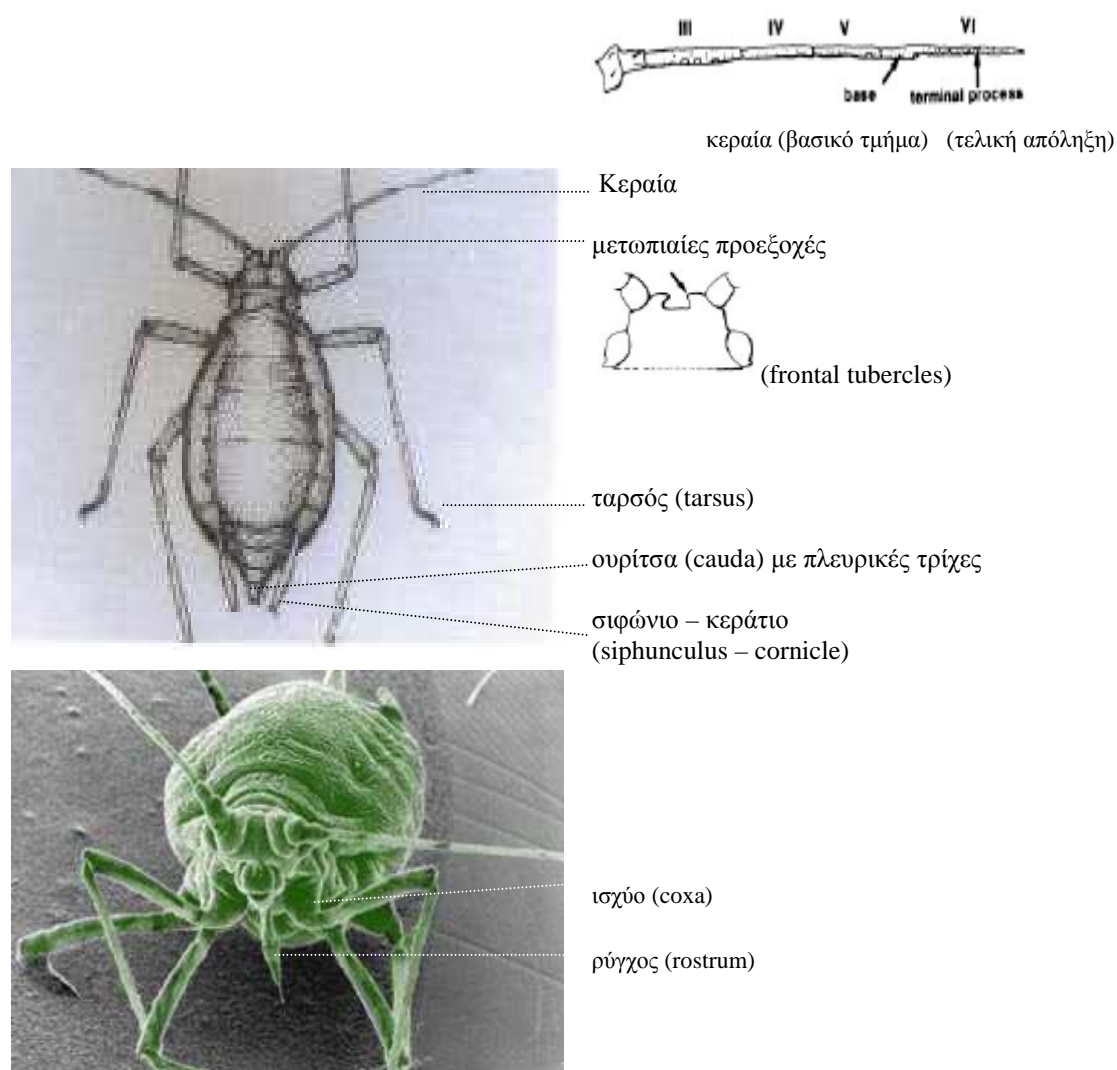 III IV V VI
base terminal process
κεραία (βασικό τμήμα) (τελική απόληξη)
Κεραία
μετωπιαίες προεξοχές
(frontal tubercles)
ταρσός (tarsus)
ουρίτσα (cauda) με πλευρικές τρίχες
σιφώνιο – κεράτιο
(siphunculus – cornicle)
ισχύο (coxa)
ρύγχος (rostrum)